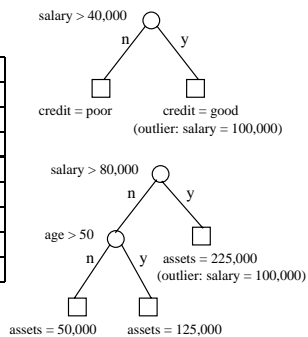 salary > 40,000
n y
credit = poor credit = good
(outlier: salary = 100,000)
salary > 80,000
n y
age > 50
n y
assets = 225,000
(outlier: salary = 100,000)
assets = 50,000 assets = 125,000